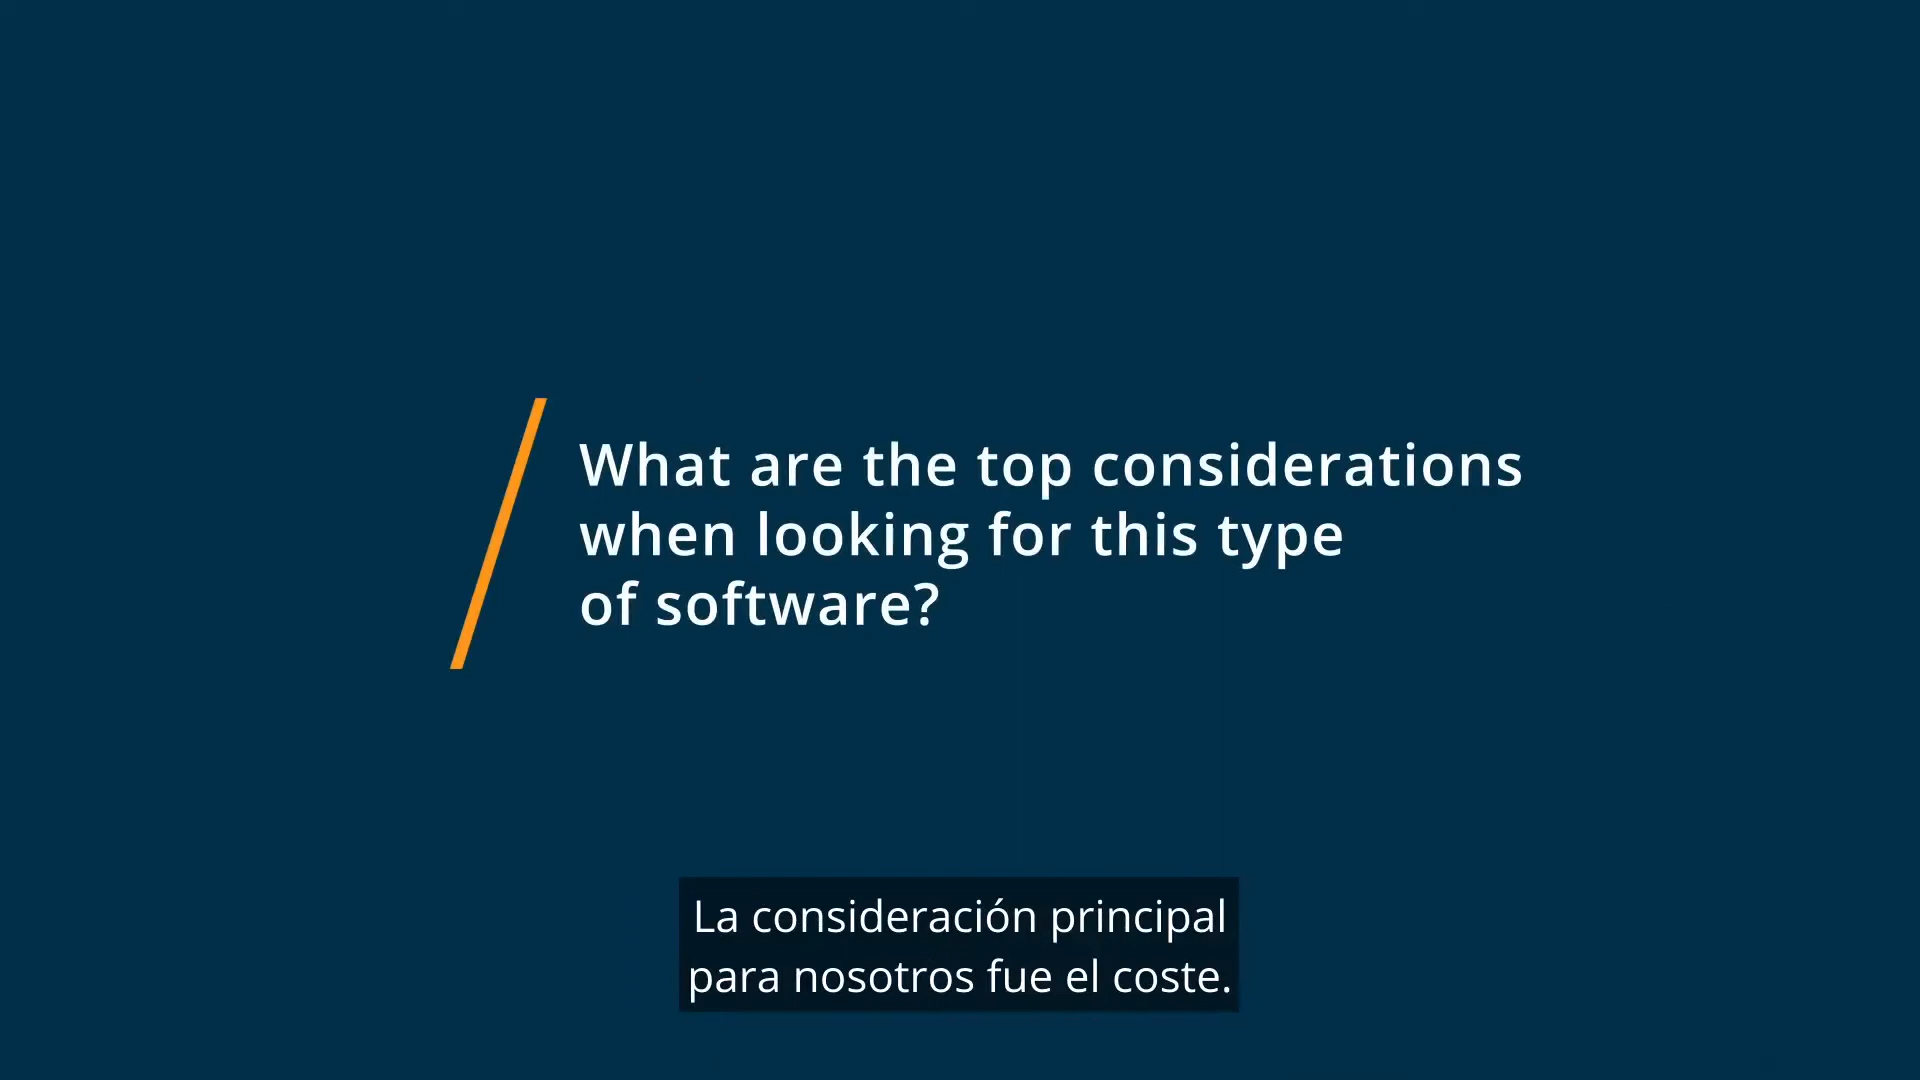 What are the top considerations
when looking for this type
of software?
La consideración principal
para nosotros fue el coste.